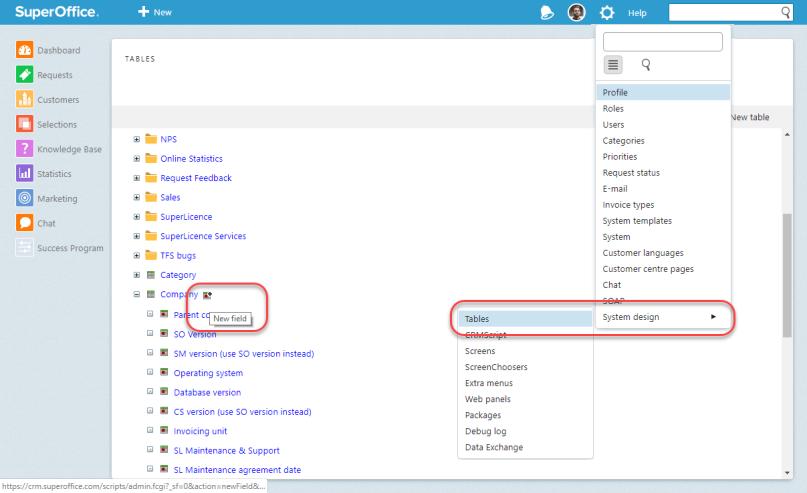 SuperOffice.
New
Help
Dashboard
Requests
Customers
Selections
Knowledge Base
Statistics
Marketing
Chat
Success Program
TABLES
New table
NPS
Online Statistics
Request Feedback
Sales
SuperLicence
SuperLicence Services
TFS bugs
Category
Company
New field
Parent co
SO Version
SM version (use SO version instead)
Operating system
Database version
CS version (use SO version instead)
Invoicing unit
SL Maintenance & Support
SL Maintenance agreement date
Profile
Roles
Users
Categories
Priorities
Request status
E-mail
Invoice types
System templates
System
Customer languages
Customer centre pages
Chat
SOAP
System design
Tables
CRMScript
Screens
ScreenChoosers
Extra menus
Web panels
Packages
Debug log
Data Exchange
https://crm.superoffice.com/scripts/admin.fcgi?_sf=0&action=newField&...